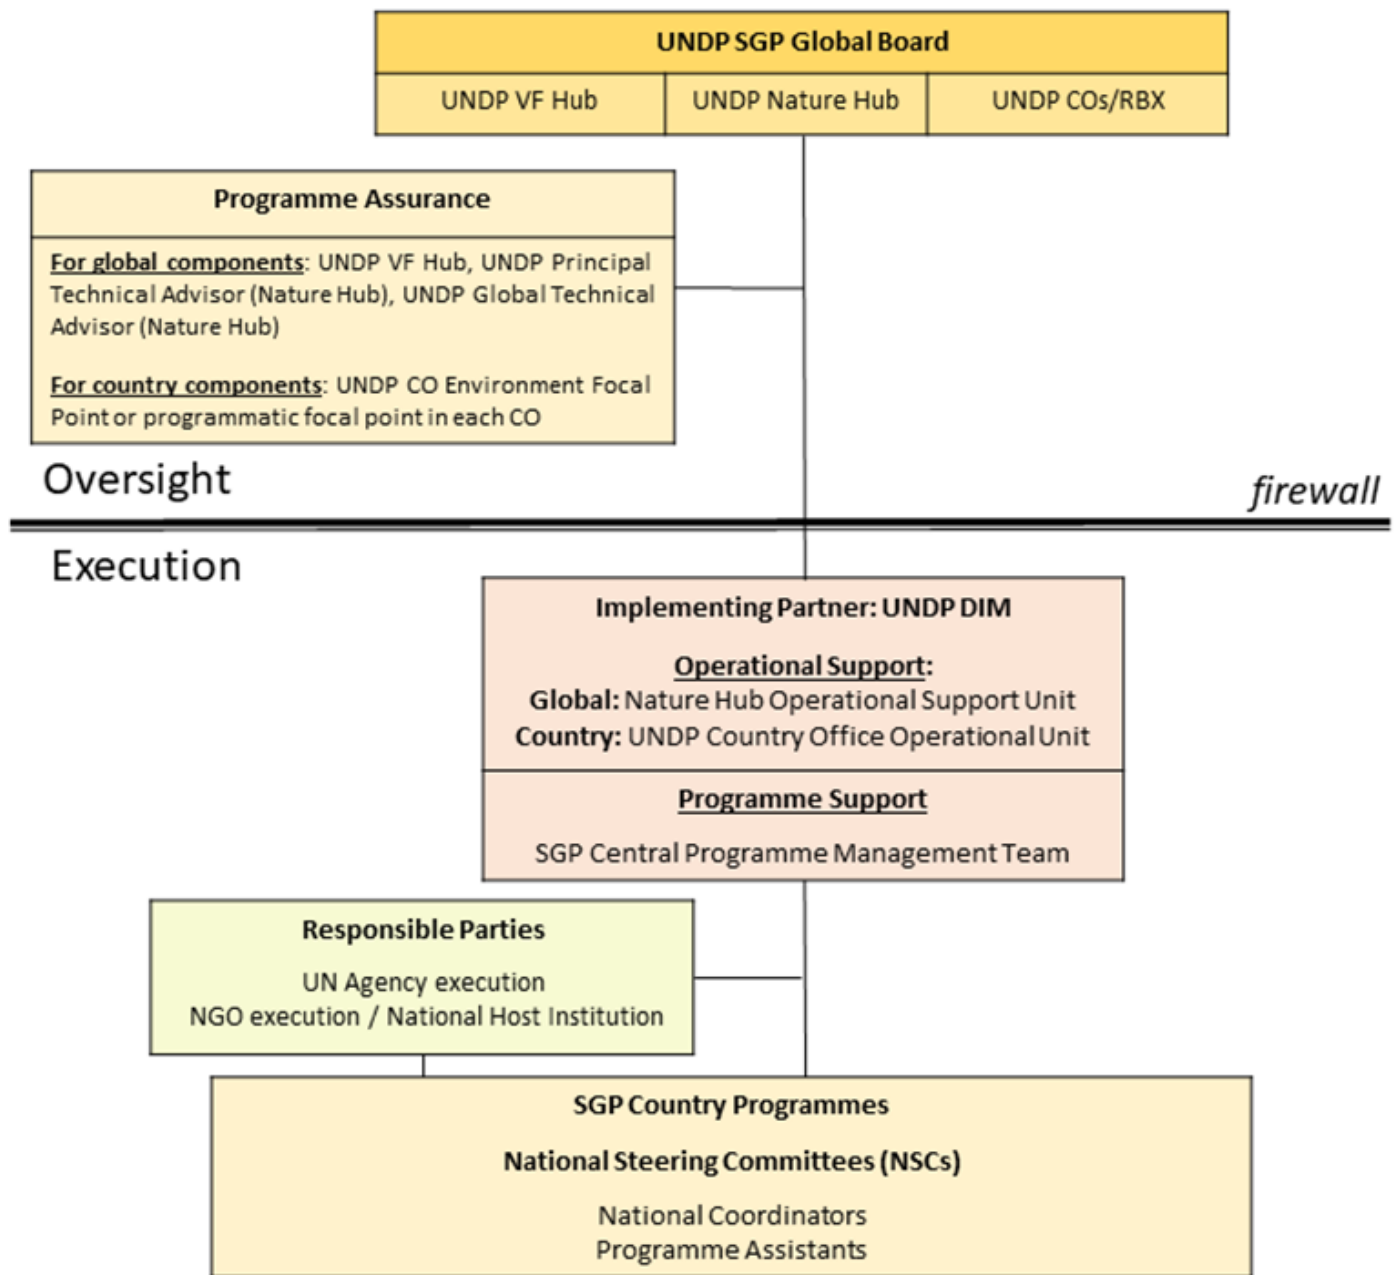 UNDP SGP Global Board
UNDP VF Hub
UNDP Nature Hub
UNDP COs/RBX
Programme Assurance
For global components: UNDP VF Hub, UNDP Principal
Technical Advisor (Nature Hub), UNDP Global Technical
Advisor (Nature Hub)
For country components: UNDP CO Environment Focal
Point or programmatic focal point in each CO
Oversight
firewall
Execution
Implementing Partner: UNDP DIM
Operational Support:
Global: Nature Hub Operational Support Unit
Country: UNDP Country Office Operational Unit
Programme Support
SGP Central Programme Management Team
Responsible Parties
UN Agency execution
NGO execution / National Host Institution
SGP Country Programmes
National Steering Committees (NSCs)
National Coordinators
Programme Assistants